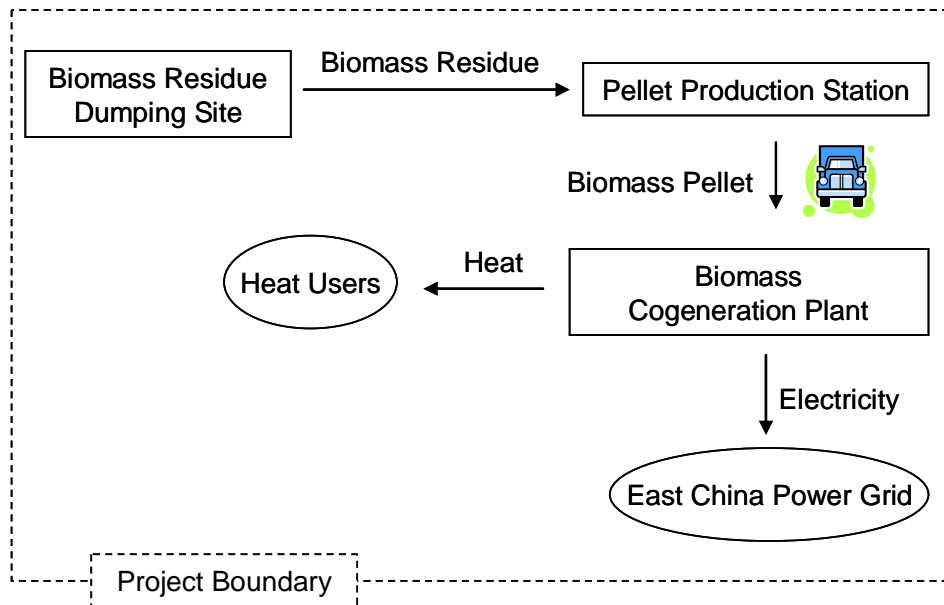 Biomass Residue
Dumping Site
Biomass Residue
Pellet Production Station
Biomass Pellet
Heat Users
Heat
Biomass
Cogeneration Plant
Electricity
East China Power Grid
Project Boundary